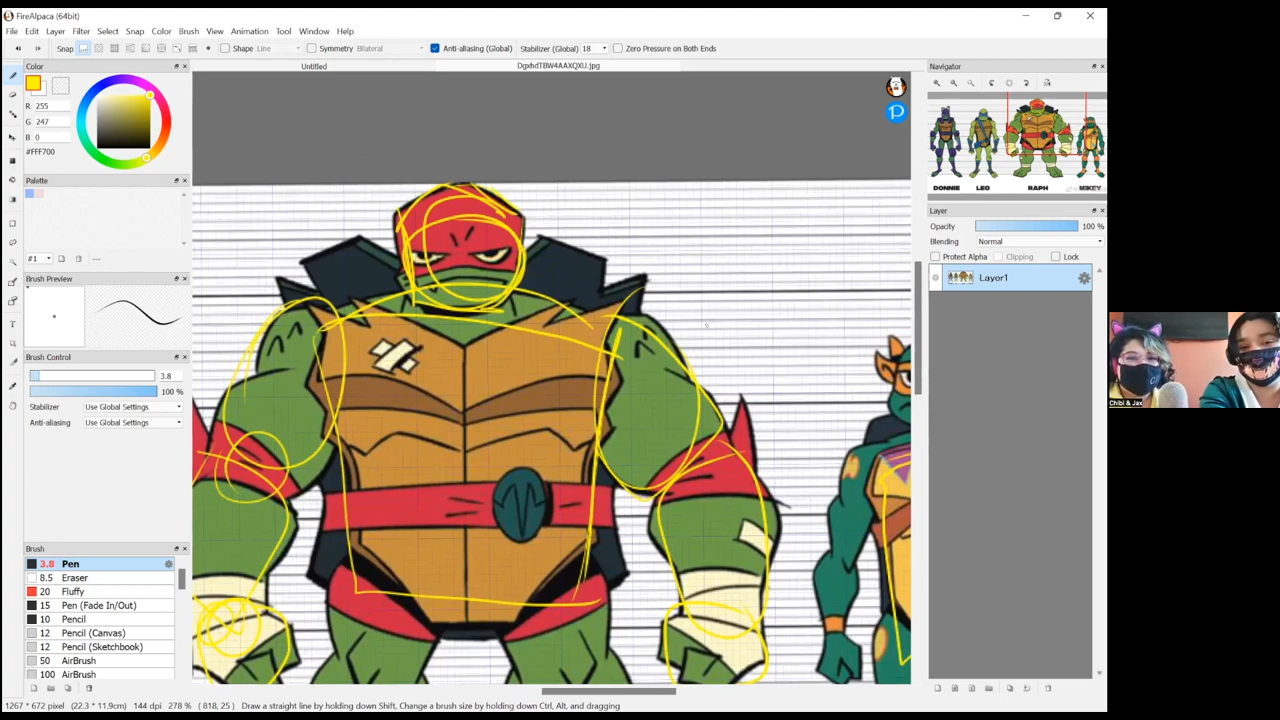 FireAlpaca (64bit)
File Edit Layer Filter Select Snap Color Brush View Animation Tool Window Help
Snap Shape Line Symmetry Bilateral Anti-aliasing (Global) Stabilizer (Global) 18 Zero Pressure on Both Ends
Color Untitled DgxhdTBW4AAXQXU.jpg Navigator
R 255
G 247
B 0
#FFF700
Palette
DONNIE LEO RAPH MIKEY
Layer
Opacity 100 %
Blending Normal
Protect Alpha Clipping Lock
#1 ---
Layer1
Brush Preview
Brush Control
3.8
100 %
Stabilizer Use Global Settings
Anti-aliasing Use Global Settings
Chibi & Jax
Brush
3.8 Pen
8.5 Eraser
20 Fluffy
15 Pen (Fade In/Out)
10 Pencil
12 Pencil (Canvas)
12 Pencil (Sketchbook)
50 AirBrush
100 AirBrush
1267 * 672 pixel (22.3 * 11.9cm) 144 dpi 278 % ( 818, 25 ) Draw a straight line by holding down Shift, Change a brush size by holding down Ctrl, Alt, and dragging